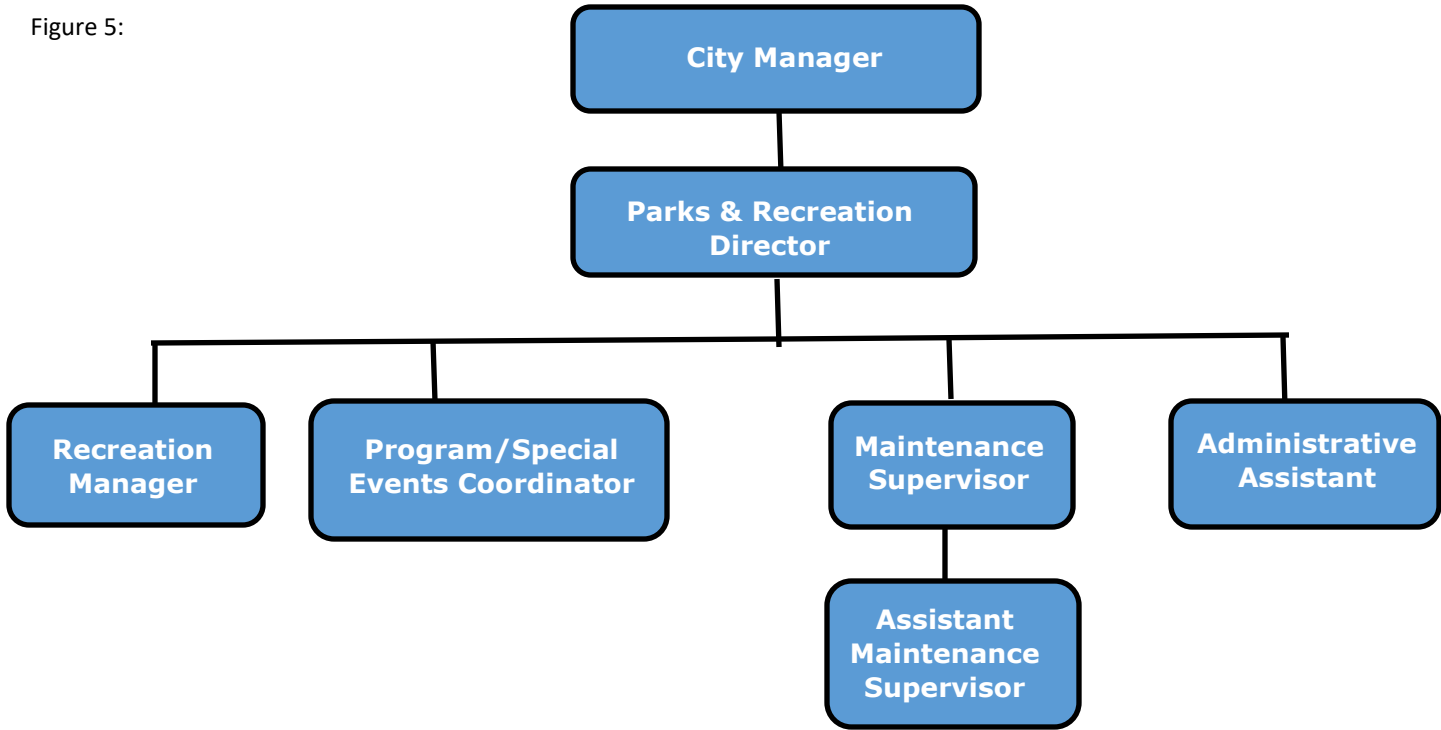 Figure 5:
City Manager
Parks & Recreation
Director
Recreation
Manager
Program/Special
Events Coordinator
Maintenance
Supervisor
Administrative
Assistant
Assistant
Maintenance
Supervisor